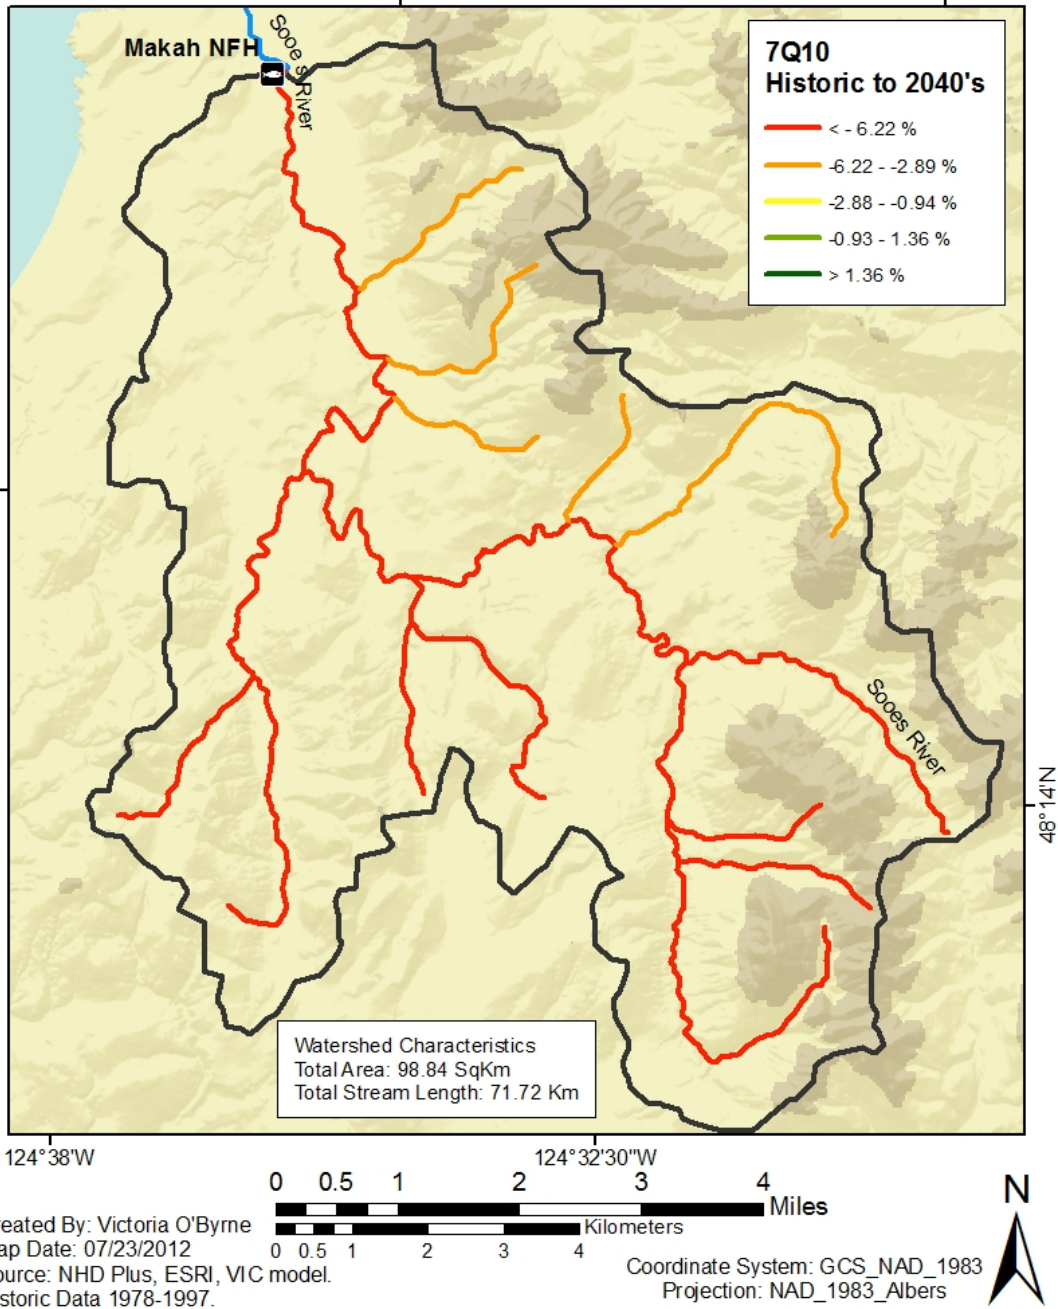 Makah NFH
Sooes River
7Q10
Historic to 2040's
< - 6.22 %
-6.22 - -2.89 %
-2.88 - -0.94 %
-0.93 - 1.36 %
> 1.36 %
Sooes River
48°14'N
Watershed Characteristics
Total Area: 98.84 SqKm
Total Stream Length: 71.72 Km
124°38'W
124°32'30"W
0 0.5 1 2 3 4
Miles
Kilometers
0 0.5 1 2 3 4
N
reated By: Victoria O'Byrne
ap Date: 07/23/2012
ource: NHD Plus, ESRI, VIC model.
istoric Data 1978-1997.
Coordinate System: GCS_NAD_1983
Projection: NAD_1983_Albers